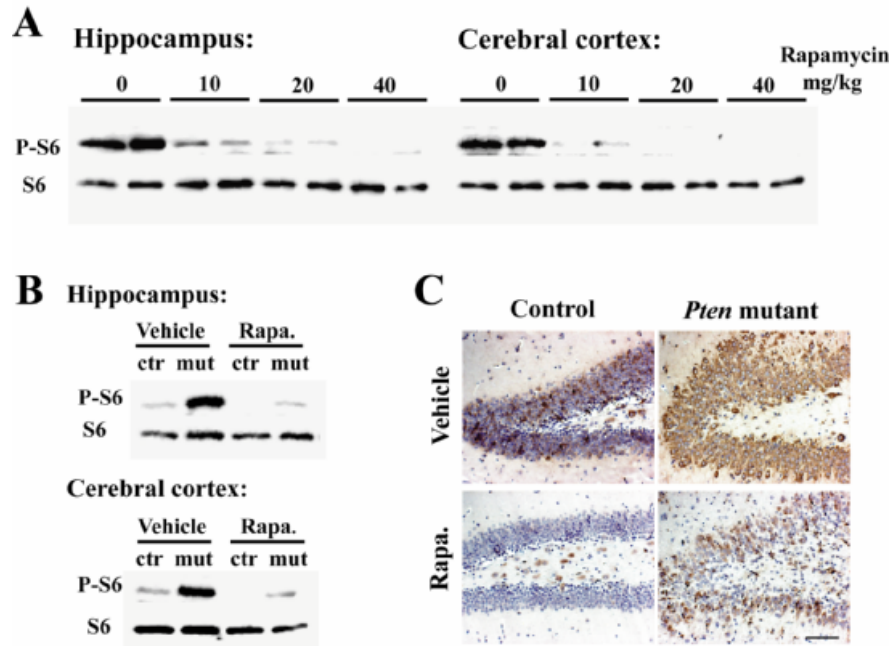 A
Hippocampus:
Cerebral cortex:
Rapamycin
mg/kg
0 10 20 40 0 10 20 40
P-S6
S6
B
Hippocampus:
Vehicle Rapa.
ctr mut ctr mut
P-S6
S6
Cerebral cortex:
Vehicle Rapa.
ctr mut ctr mut
P-S6
S6
C
Control Pten mutant
Vehicle
Rapa.